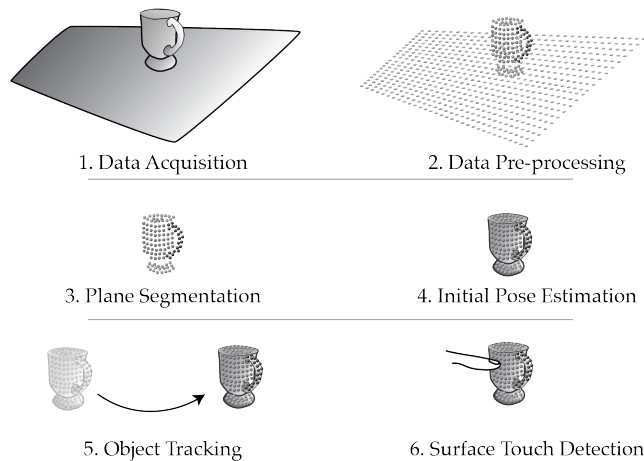 1. Data Acquisition
2. Data Pre-processing
3. Plane Segmentation
4. Initial Pose Estimation
5. Object Tracking
6. Surface Touch Detection